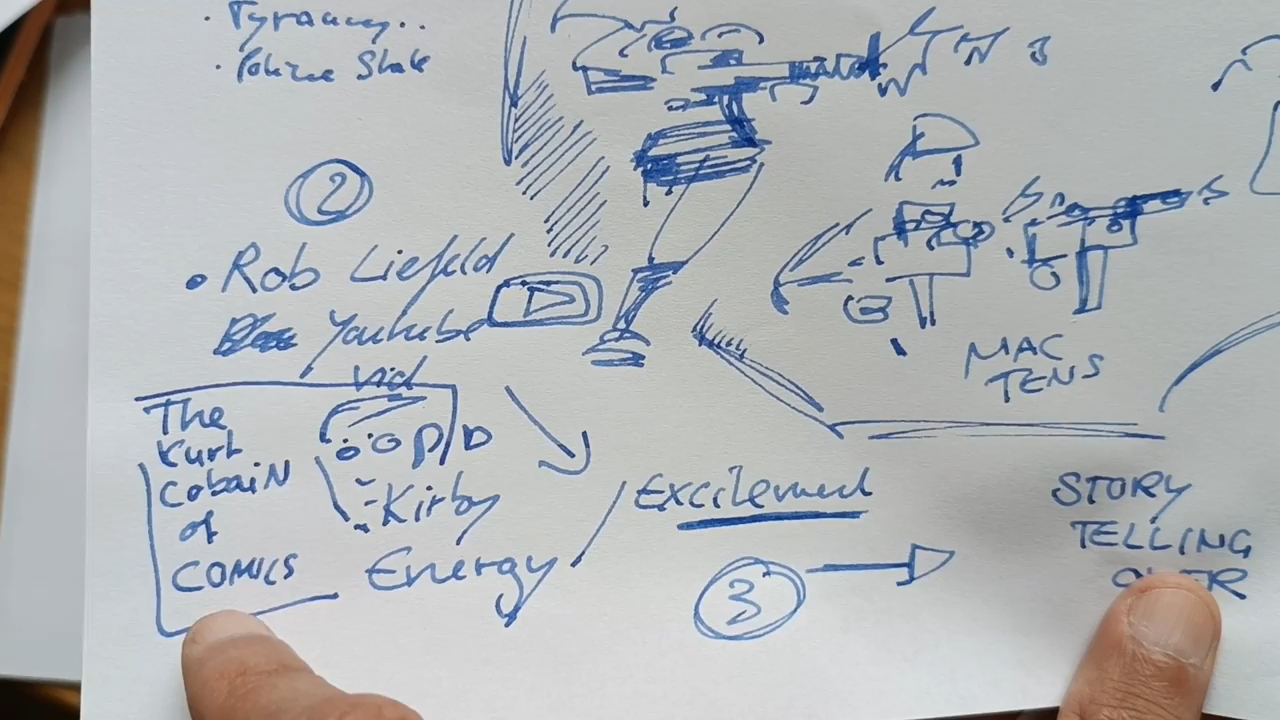 · Tyranny..
· Police State
②
• Rob Liefeld
Youtube
vid
The
Kurt
Cobain
of
COMICS
Kirby
Energy
Excitement
③
MAC
TENS
STORY
TELLING
OVER